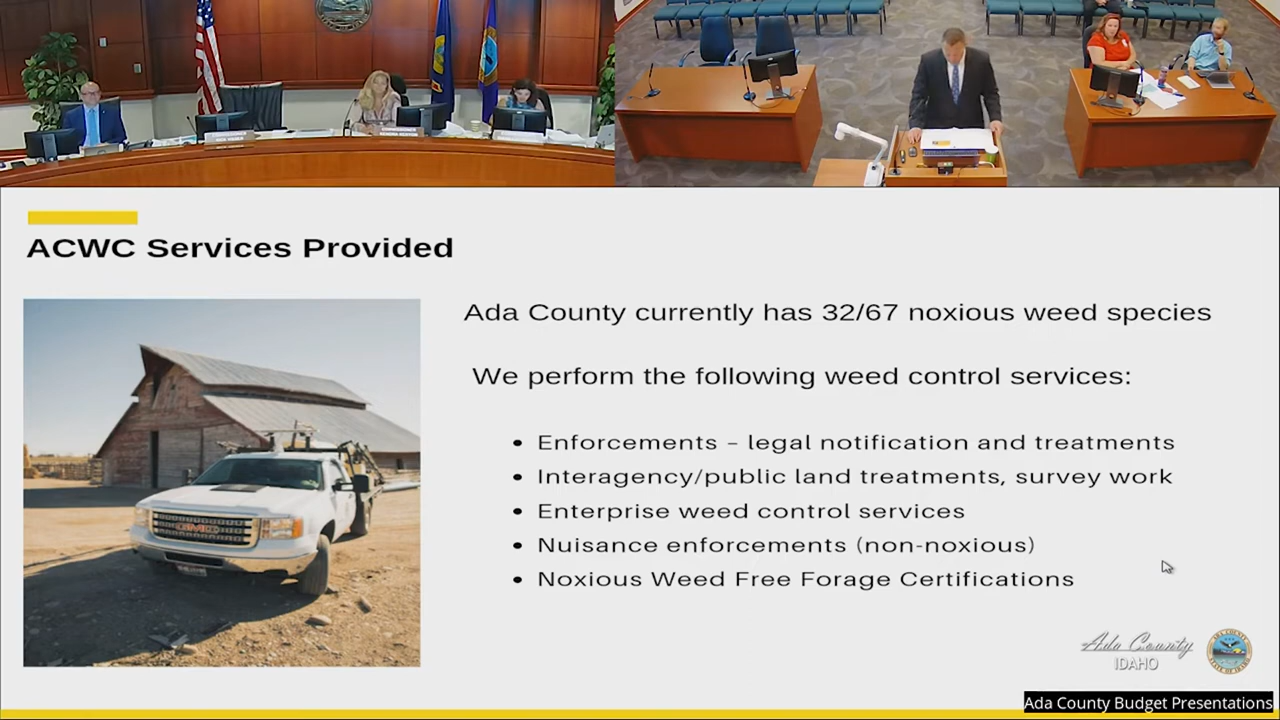 ACWC Services Provided
Ada County currently has 32/67 noxious weed species
We perform the following weed control services:
• Enforcements – legal notification and treatments
• Interagency/public land treatments, survey work
• Enterprise weed control services
• Nuisance enforcements (non-noxious)
• Noxious Weed Free Forage Certifications
GMC
Ada County
IDAHO
Ada County Budget Presentations